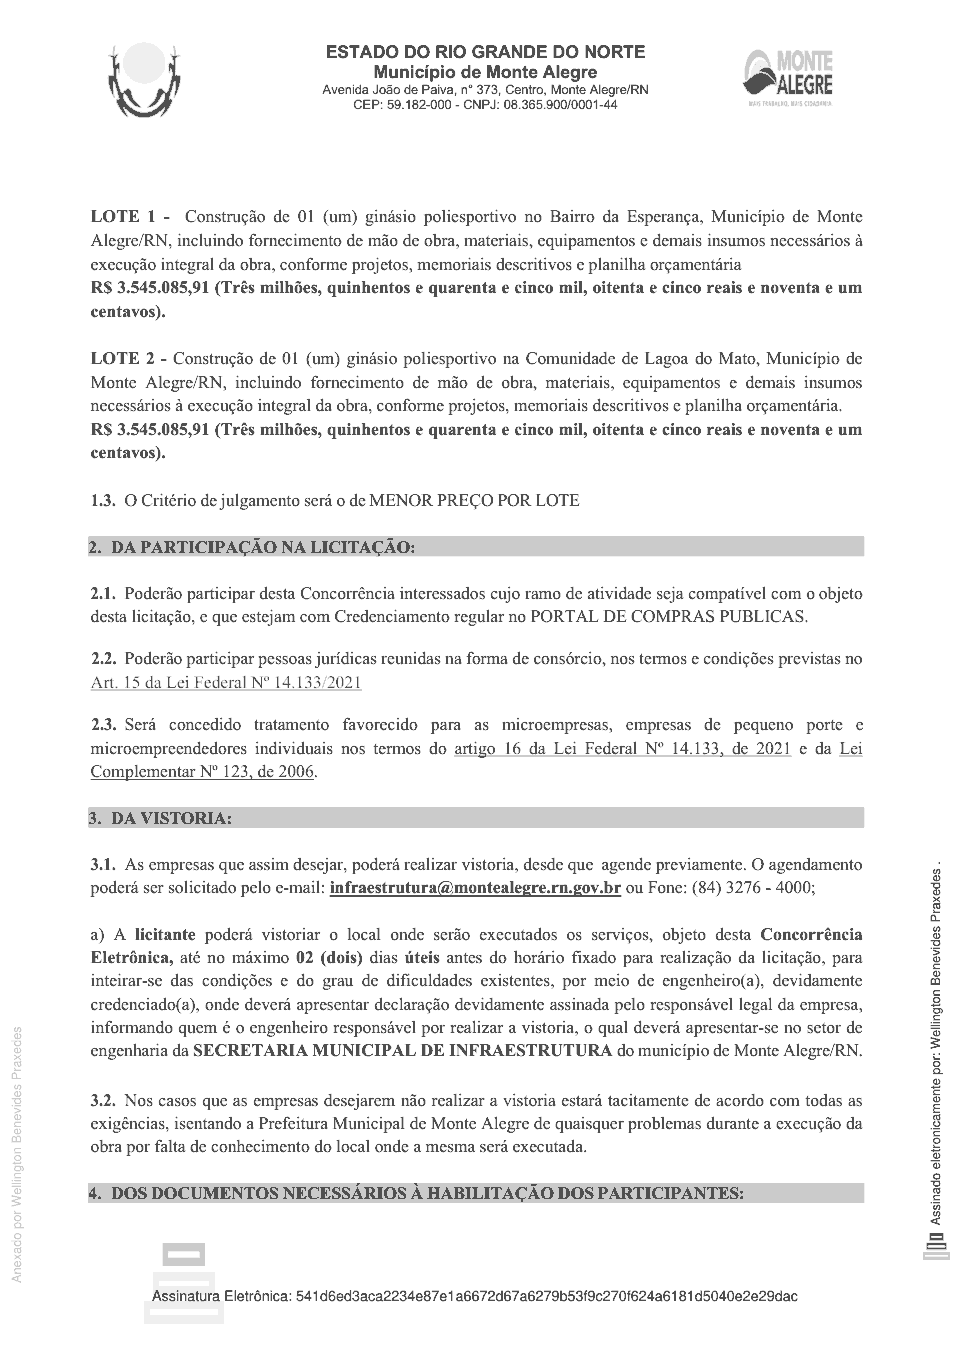 ESTADO DO RIO GRANDE DO NORTE
Município de Monte Alegre
Avenida João de Paiva, n° 373, Centro, Monte Alegre/RN
CEP: 59.182-000 - CNPJ: 08.365.900/0001-44
MONTE
ALEGRE
MAIS TRABALHO, MAIS CIDADANIA
LOTE 1 - Construção de 01 (um) ginásio poliesportivo no Bairro da Esperança, Município de Monte
Alegre/RN, incluindo fornecimento de mão de obra, materiais, equipamentos e demais insumos necessários à
execução integral da obra, conforme projetos, memoriais descritivos e planilha orçamentária
R$ 3.545.085,91 (Três milhões, quinhentos e quarenta e cinco mil, oitenta e cinco reais e noventa e um
centavos).
LOTE 2 - Construção de 01 (um) ginásio poliesportivo na Comunidade de Lagoa do Mato, Município de
Monte Alegre/RN, incluindo fornecimento de mão de obra, materiais, equipamentos e demais insumos
necessários à execução integral da obra, conforme projetos, memoriais descritivos e planilha orçamentária.
R$ 3.545.085,91 (Três milhões, quinhentos e quarenta e cinco mil, oitenta e cinco reais e noventa e um
centavos).
1.3. O Critério de julgamento será o de MENOR PREÇO POR LOTE
2. DA PARTICIPAÇÃO NA LICITAÇÃO:
2.1. Poderão participar desta Concorrência interessados cujo ramo de atividade seja compatível com o objeto
desta licitação, e que estejam com Credenciamento regular no PORTAL DE COMPRAS PUBLICAS.
2.2. Poderão participar pessoas jurídicas reunidas na forma de consórcio, nos termos e condições previstas no
Art. 15 da Lei Federal Nº 14.133/2021
2.3. Será concedido tratamento favorecido para as microempresas, empresas de pequeno porte e
microempreendedores individuais nos termos do artigo 16 da Lei Federal Nº 14.133, de 2021 e da Lei
Complementar Nº 123, de 2006.
3. DA VISTORIA:
3.1. As empresas que assim desejar, poderá realizar vistoria, desde que agende previamente. O agendamento
poderá ser solicitado pelo e-mail: infraestrutura@montealegre.rn.gov.br ou Fone: (84) 3276 - 4000;
a) A licitante poderá vistoriar o local onde serão executados os serviços, objeto desta Concorrência
Eletrônica, até no máximo 02 (dois) dias úteis antes do horário fixado para realização da licitação, para
inteirar-se das condições e do grau de dificuldades existentes, por meio de engenheiro(a), devidamente
credenciado(a), onde deverá apresentar declaração devidamente assinada pelo responsável legal da empresa,
informando quem é o engenheiro responsável por realizar a vistoria, o qual deverá apresentar-se no setor de
engenharia da SECRETARIA MUNICIPAL DE INFRAESTRUTURA do município de Monte Alegre/RN.
3.2. Nos casos que as empresas desejarem não realizar a vistoria estará tacitamente de acordo com todas as
exigências, isentando a Prefeitura Municipal de Monte Alegre de quaisquer problemas durante a execução da
obra por falta de conhecimento do local onde a mesma será executada.
4. DOS DOCUMENTOS NECESSÁRIOS À HABILITAÇÃO DOS PARTICIPANTES:
Assinatura Eletrônica: 541d6ed3aca2234e87e1a6672d67a6279b53f9c270f624a6181d5040e2e29dac
Anexado por Wellington Benevides Praxedes
Assinado eletronicamente por: Wellington Benevides Praxedes .